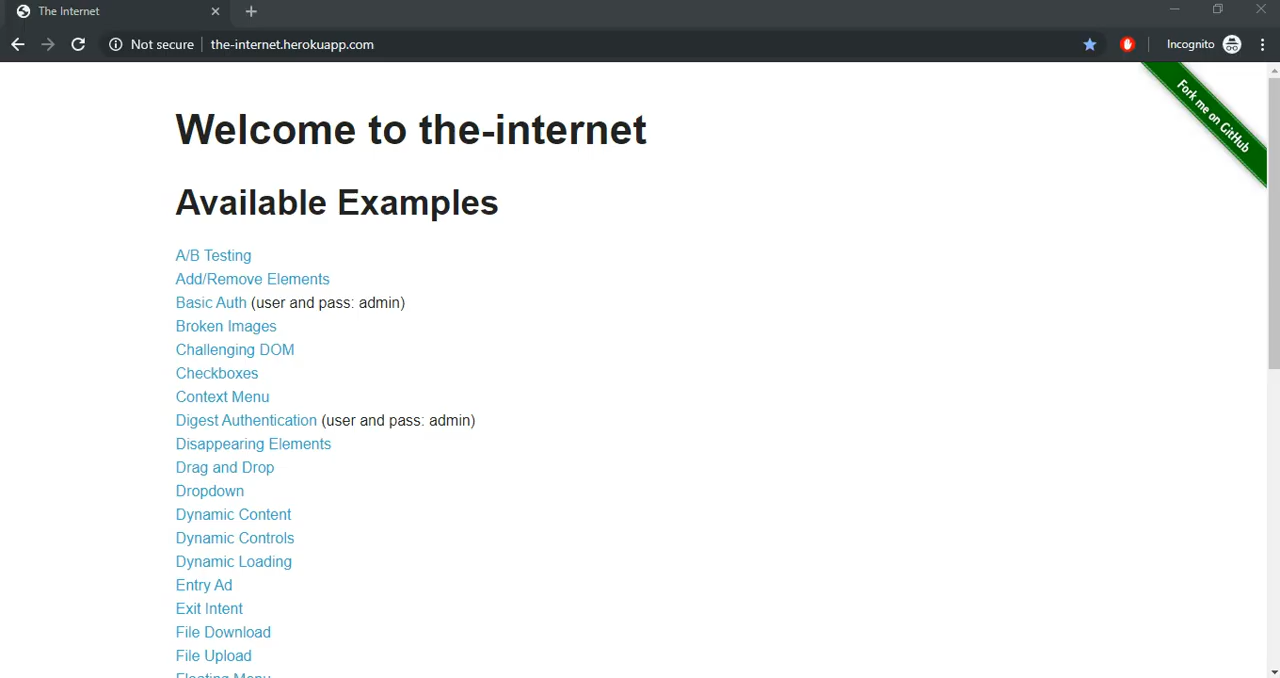 The Internet
Not secure
the-internet.herokuapp.com
Incognito
Fork me on GitHub
Welcome to the-internet
Available Examples
A/B Testing
Add/Remove Elements
Basic Auth (user and pass: admin)
Broken Images
Challenging DOM
Checkboxes
Context Menu
Digest Authentication (user and pass: admin)
Disappearing Elements
Drag and Drop
Dropdown
Dynamic Content
Dynamic Controls
Dynamic Loading
Entry Ad
Exit Intent
File Download
File Upload
Floating Menu